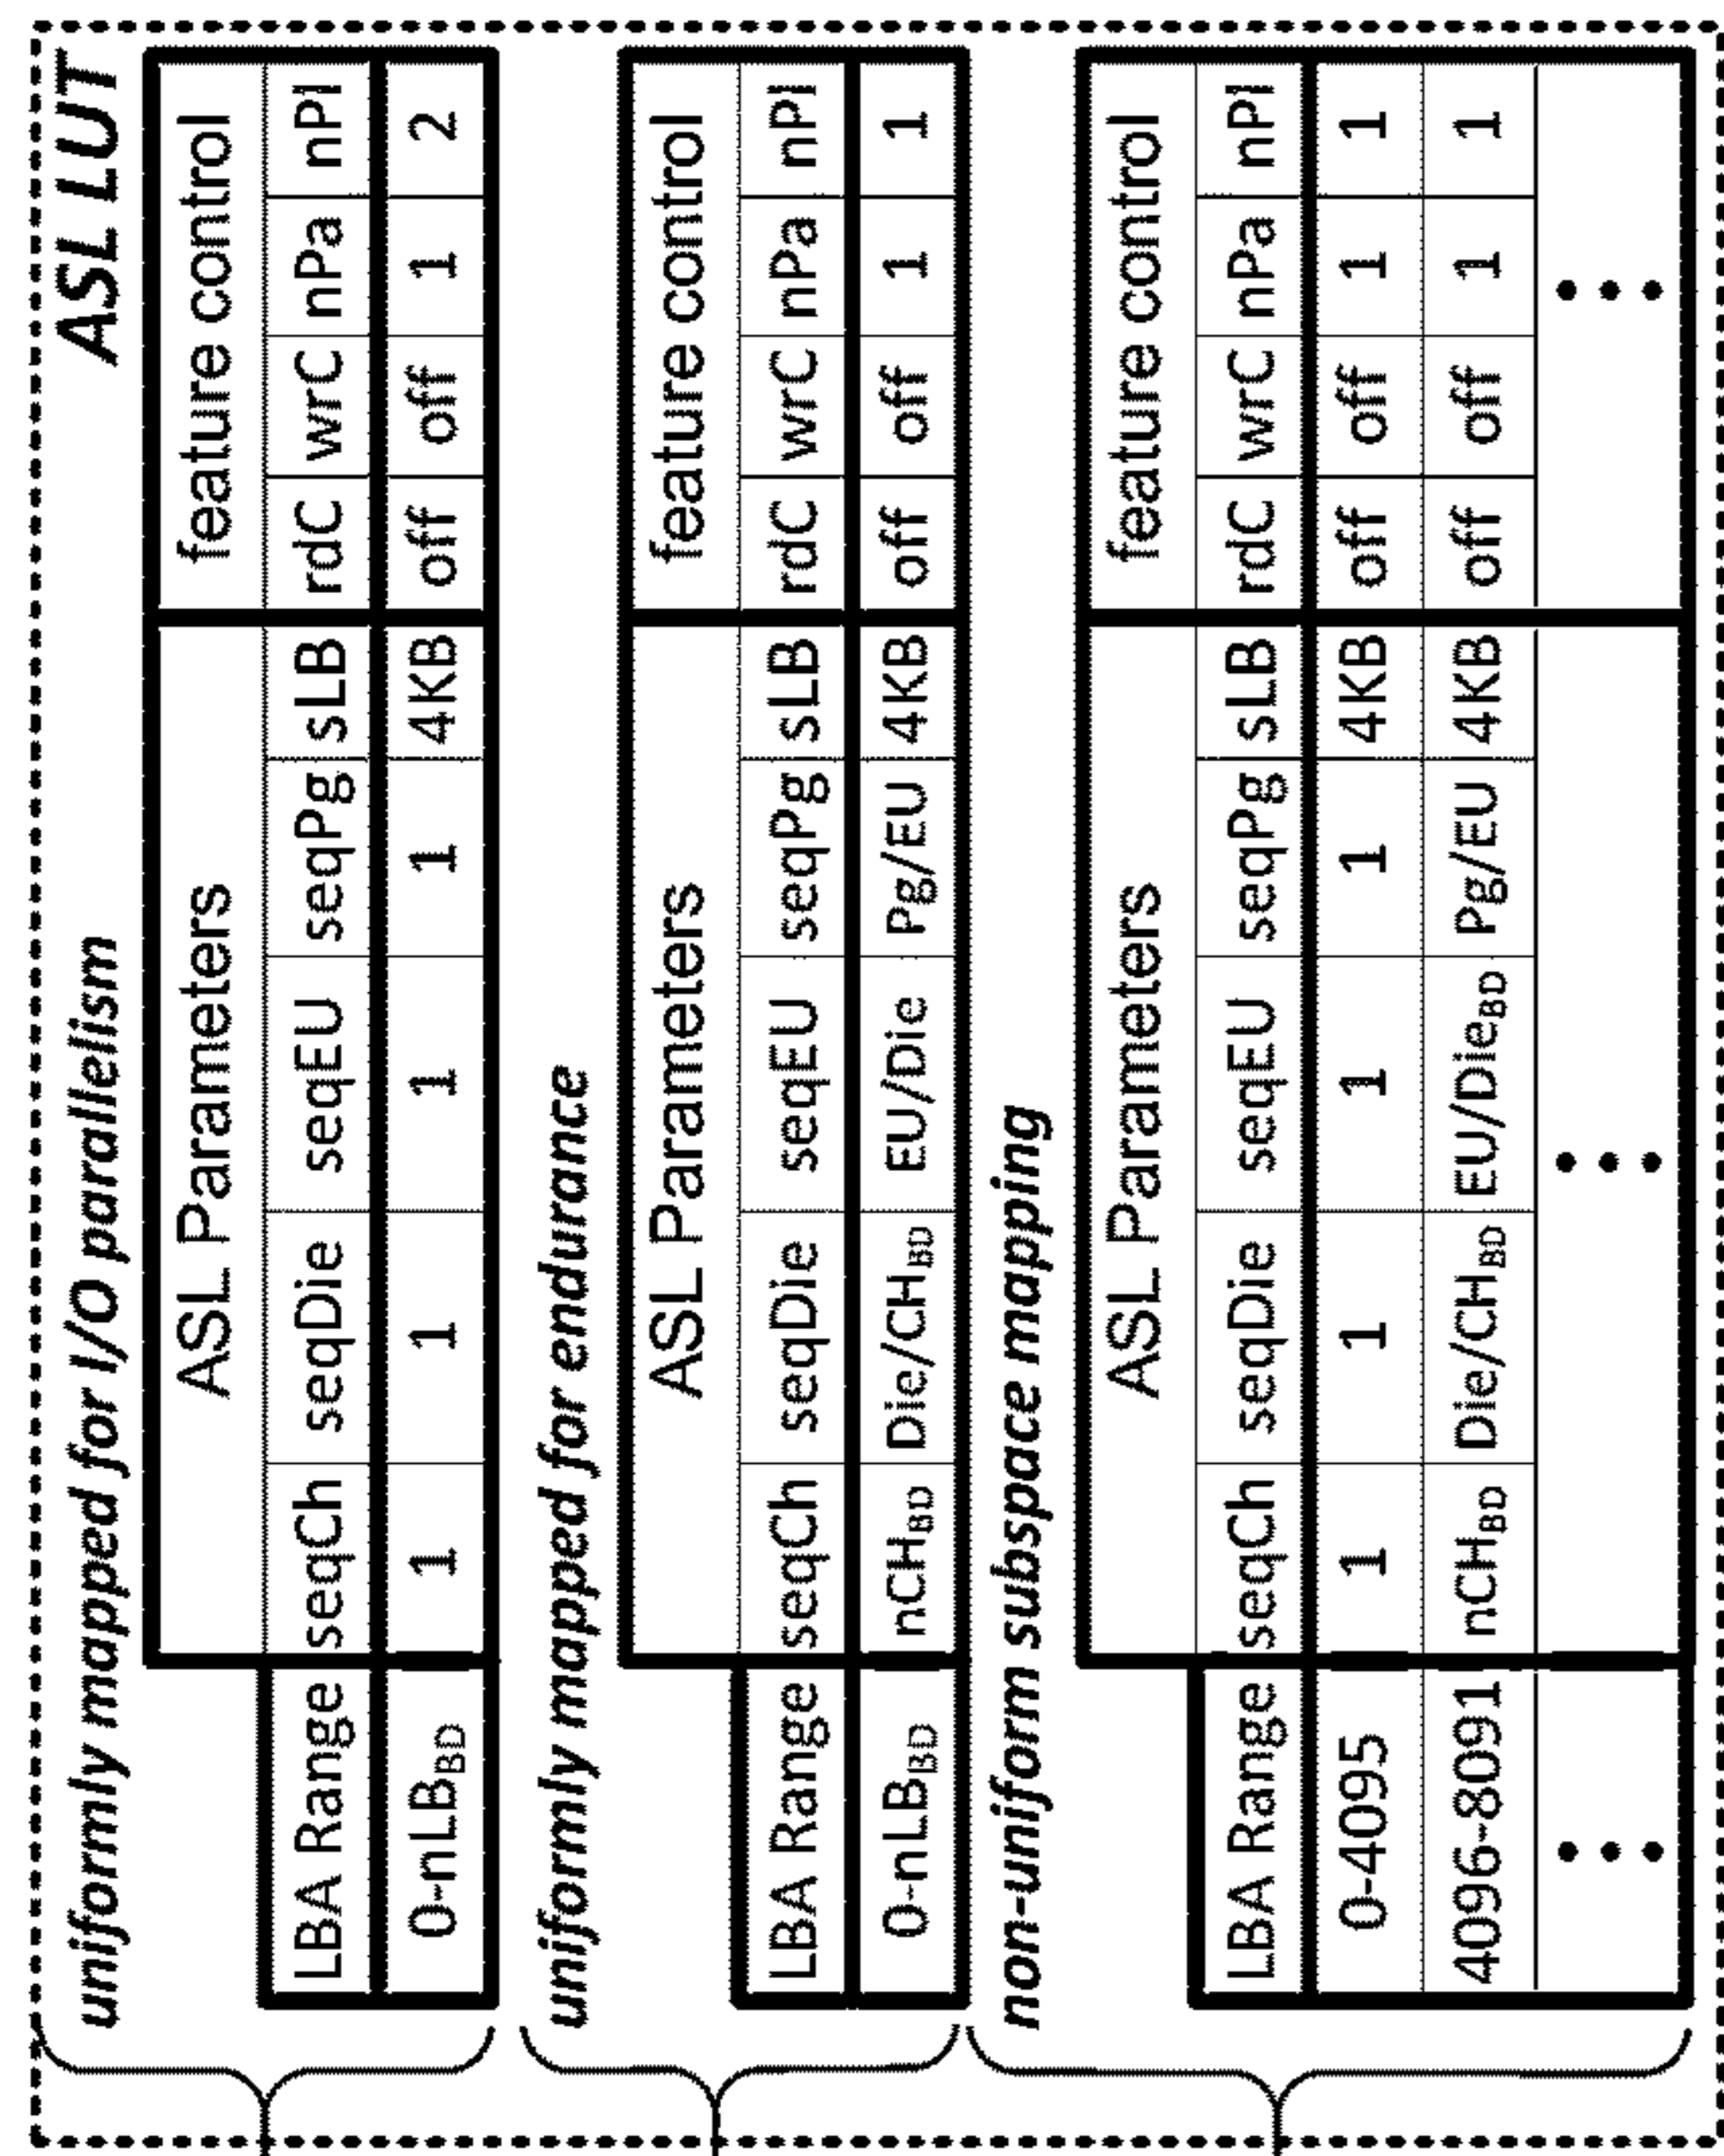 ASL LUT
uniformly mapped for I/O parallelism
ASL Parameters feature control
LBA Range seqCh seqDie seqEU seqPg sLB rdC wrC nPa nPl
0-nLBBD 1 1 1 1 4KB off off 1 2
uniformly mapped for endurance
ASL Parameters feature control
LBA Range seqCh seqDie seqEU seqPg sLB rdC wrC nPa nPl
0-nLBBD nCHBD Die/CHBD EU/Die Pg/EU 4KB off off 1 1
non-uniform subspace mapping
ASL Parameters feature control
LBA Range seqCh seqDie seqEU seqPg sLB rdC wrC nPa nPl
0-4095 1 1 1 1 4KB off off 1 1
4096-8091 nCHBD Die/CHBD EU/DieBD Pg/EU 4KB off off 1 1